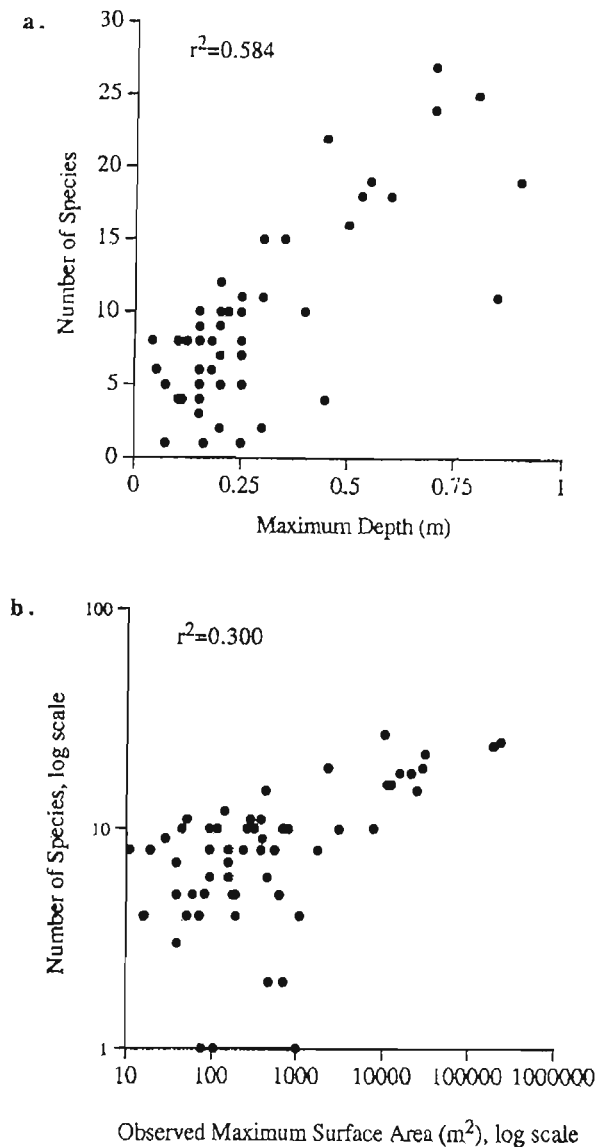 a.
r²=0.584
Number of Species
30
25
20
15
10
5
0
0 0.25 0.5 0.75 1
Maximum Depth (m)
b.
r²=0.300
Number of Species, log scale
100
10
1
10 100 1000 10000 100000 1000000
Observed Maximum Surface Area (m²), log scale